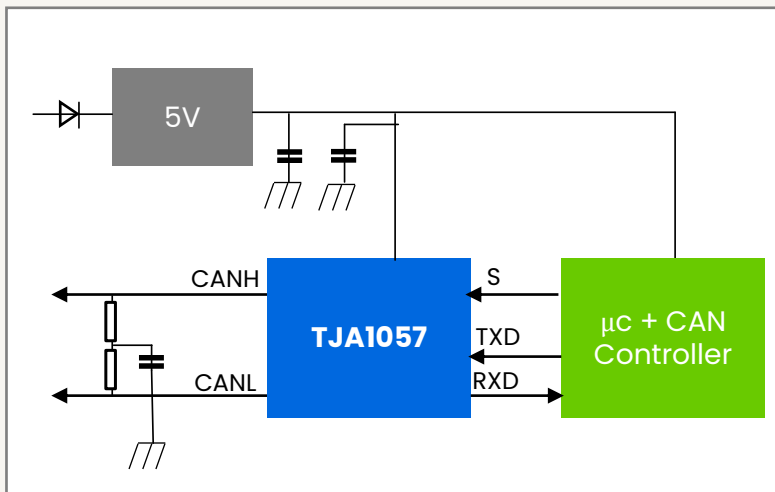 5V
CANH
S
TJA1057
μc + CAN
Controller
TXD
CANL
RXD